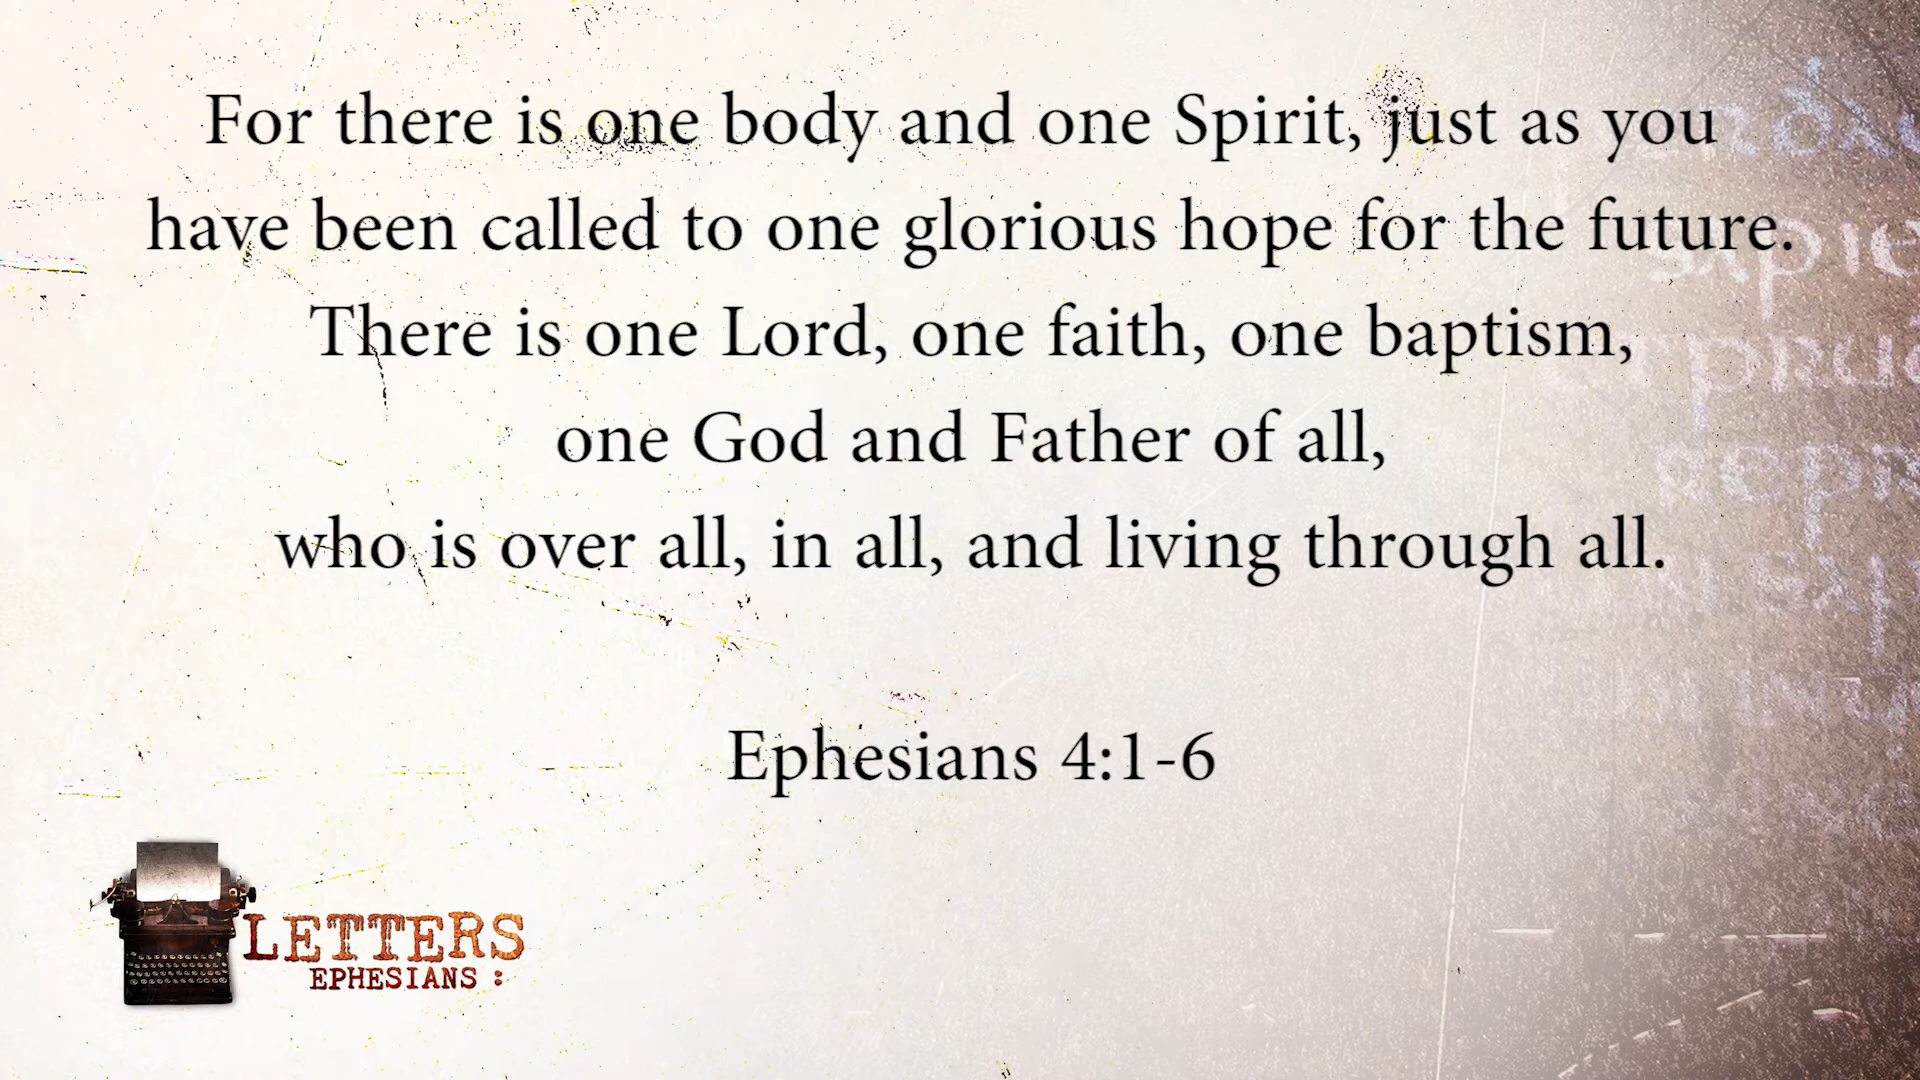 For there is one body and one Spirit, just as you
have been called to one glorious hope for the future.
There is one Lord, one faith, one baptism,
one God and Father of all,
who is over all, in all, and living through all.
Ephesians 4:1-6
LETTERS
EPHESIANS :